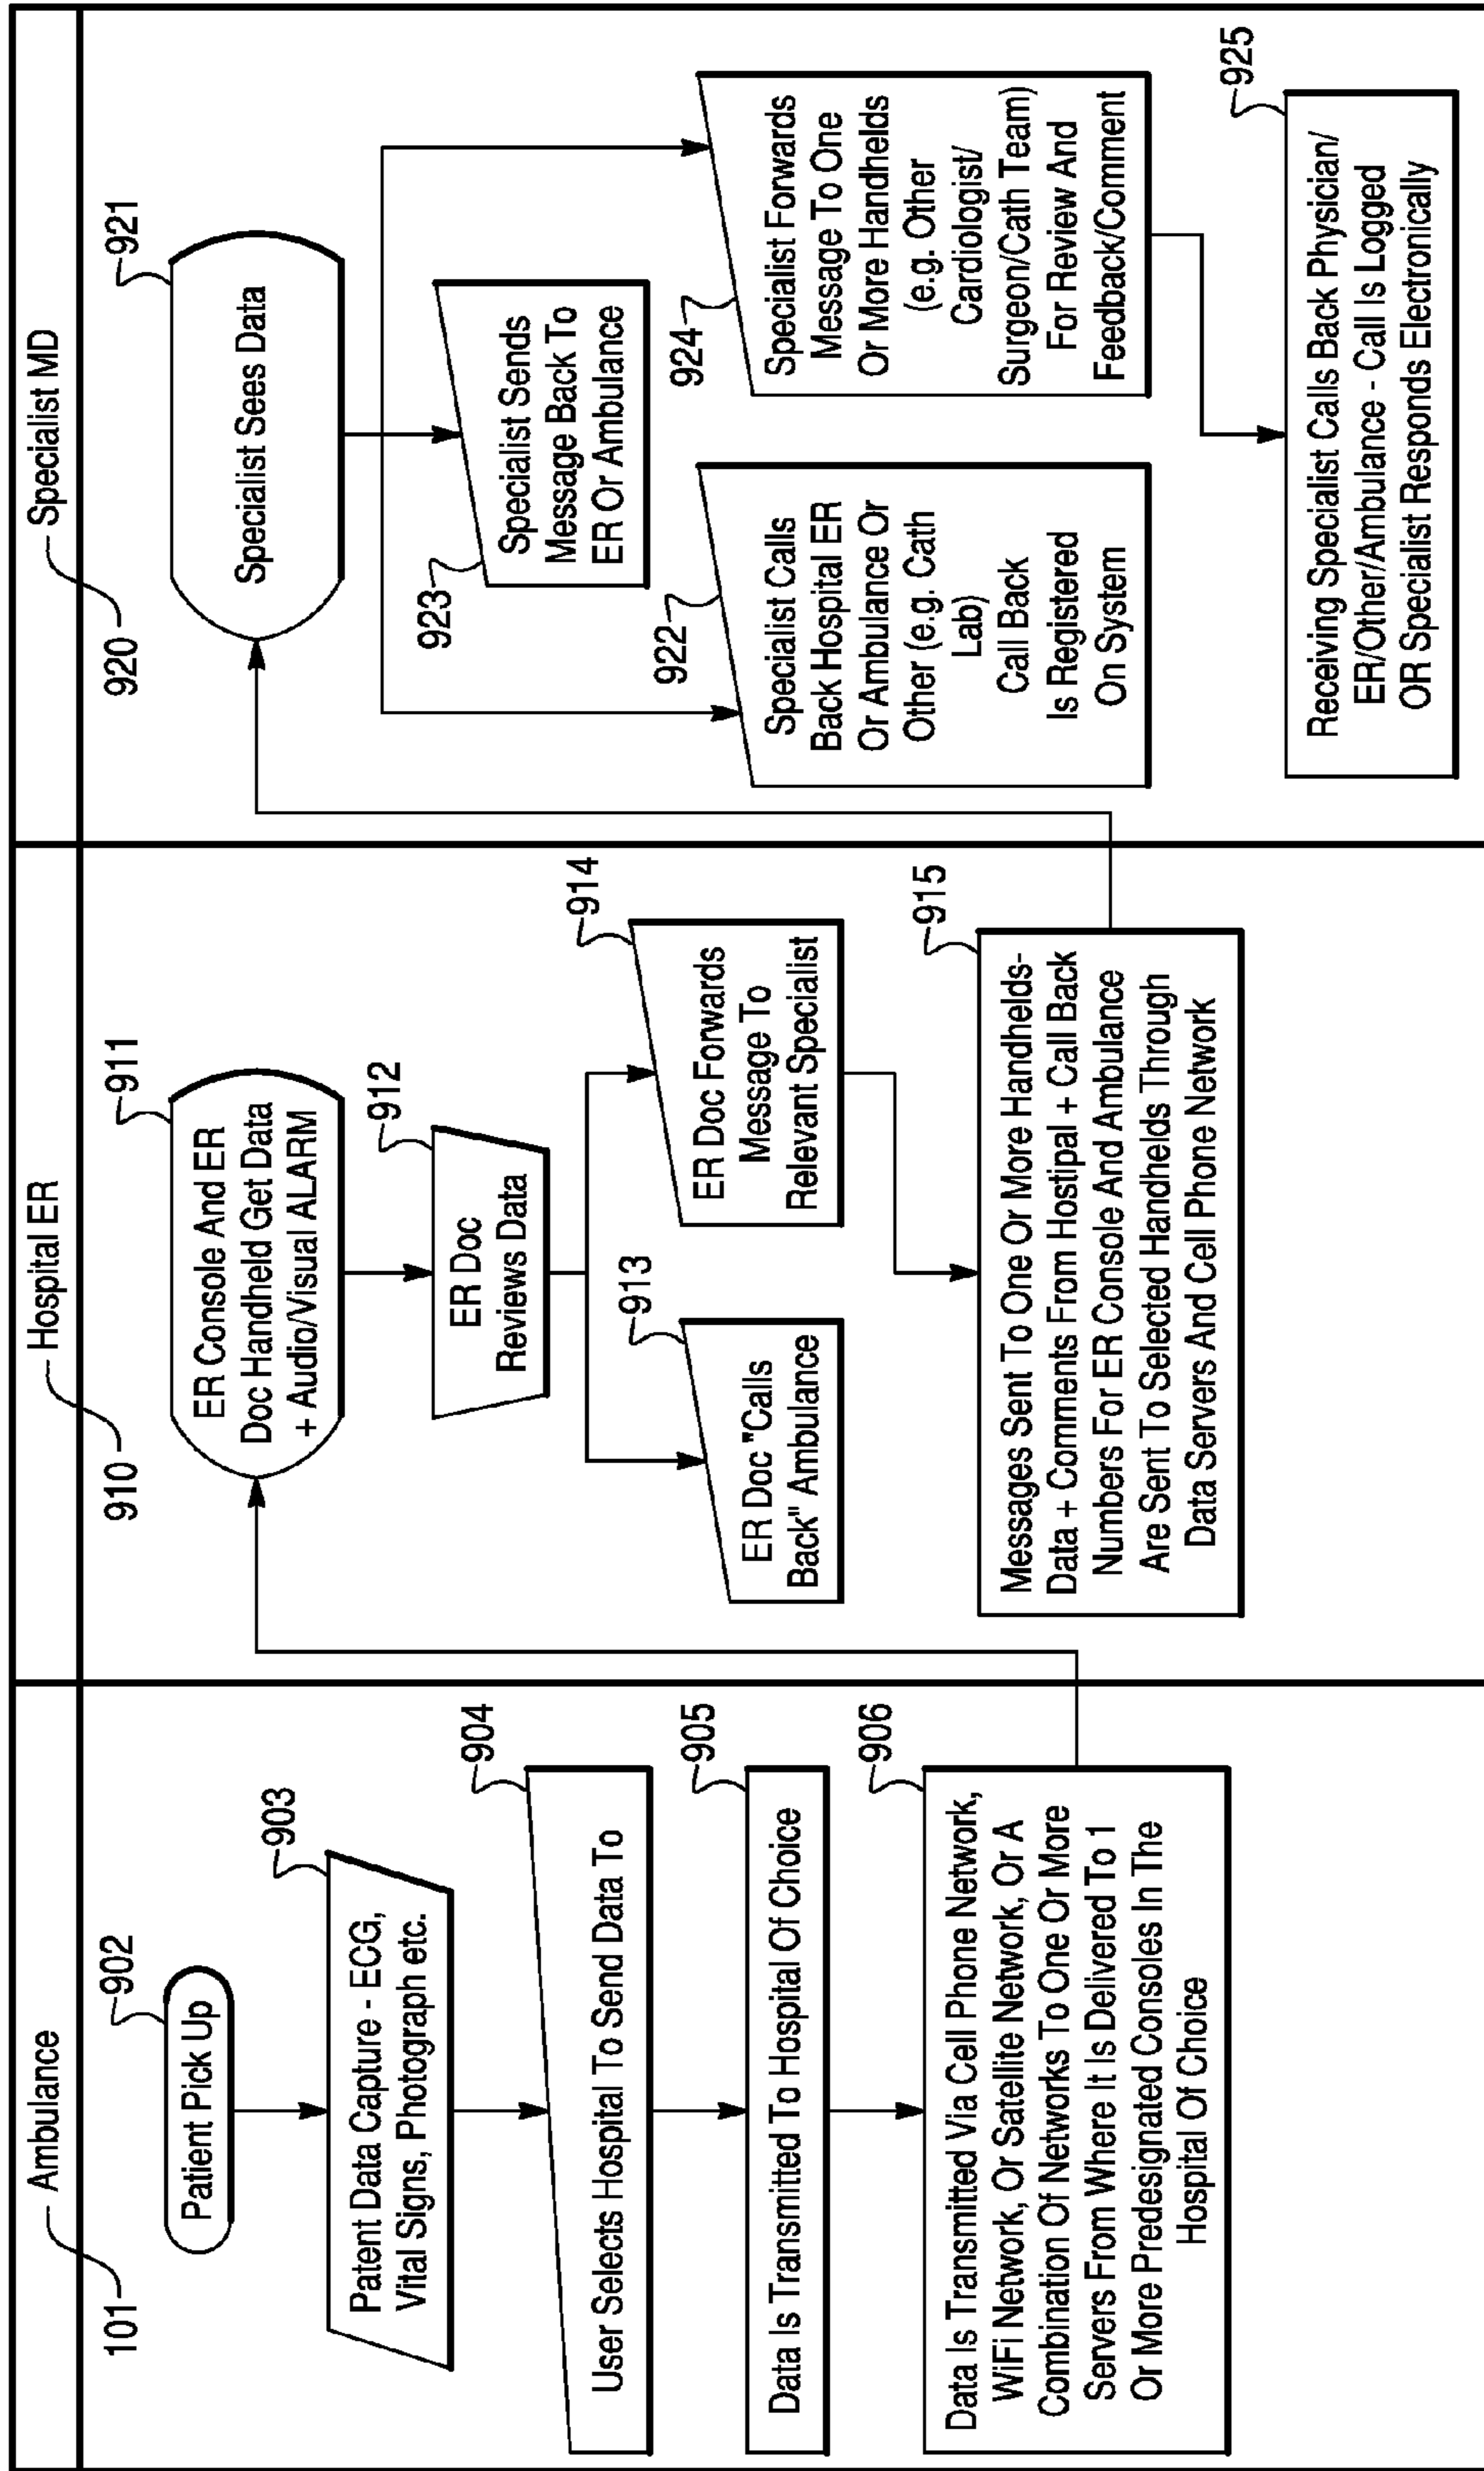 Ambulance
101
902
Patient Pick Up
903
Patent Data Capture - ECG,
Vital Signs, Photograph etc.
904
User Selects Hospital To Send Data To
905
Data Is Transmitted To Hospital Of Choice
906
Data Is Transmitted Via Cell Phone Network,
WiFi Network, Or Satellite Network, Or A
Combination Of Networks To One Or More
Servers From Where It Is Delivered To 1
Or More Predesignated Consoles In The
Hospital Of Choice
Hospital ER
910
911
ER Console And ER
Doc Handheld Get Data
+ Audio/Visual ALARM
912
ER Doc
Reviews Data
913
ER Doc "Calls
Back" Ambulance
914
ER Doc Forwards
Message To
Relevant Specialist
915
Messages Sent To One Or More Handhelds-
Data + Comments From Hostipal + Call Back
Numbers For ER Console And Ambulance
Are Sent To Selected Handhelds Through
Data Servers And Cell Phone Network
Specialist MD
920
921
Specialist Sees Data
923
Specialist Sends
Message Back To
ER Or Ambulance
922
Specialist Calls
Back Hospital ER
Or Ambulance Or
Other (e.g. Cath
Lab)
Call Back
Is Registered
On System
924
Specialist Forwards
Message To One
Or More Handhelds
(e.g. Other
Cardiologist/
Surgeon/Cath Team)
For Review And
Feedback/Comment
925
Receiving Specialist Calls Back Physician/
ER/Other/Ambulance - Call Is Logged
OR Specialist Responds Electronically